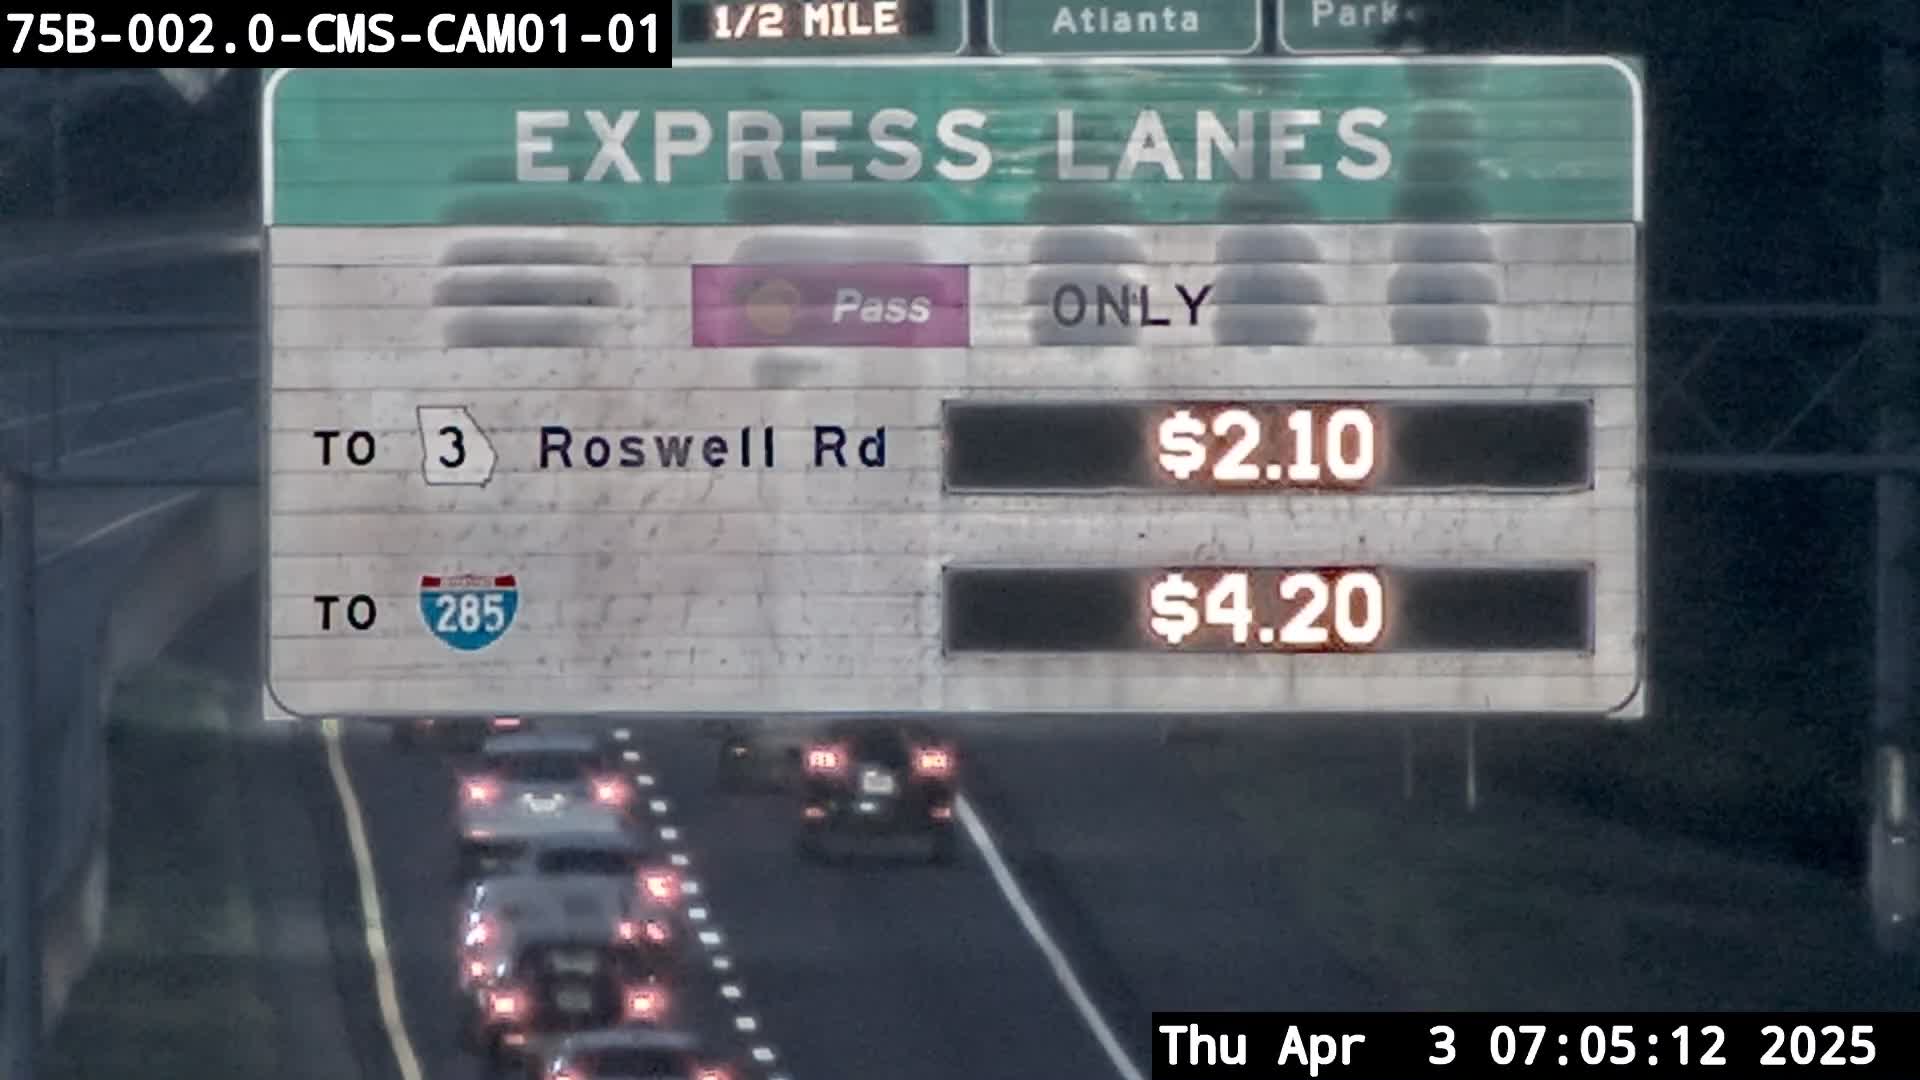 75B-002.0-CMS-CAM01-01
1/2 MILE
Atlanta
Park
EXPRESS LANES
Pass ONLY
TO 3 Roswell Rd $2.10
TO 285 $4.20
Thu Apr 3 07:05:12 2025